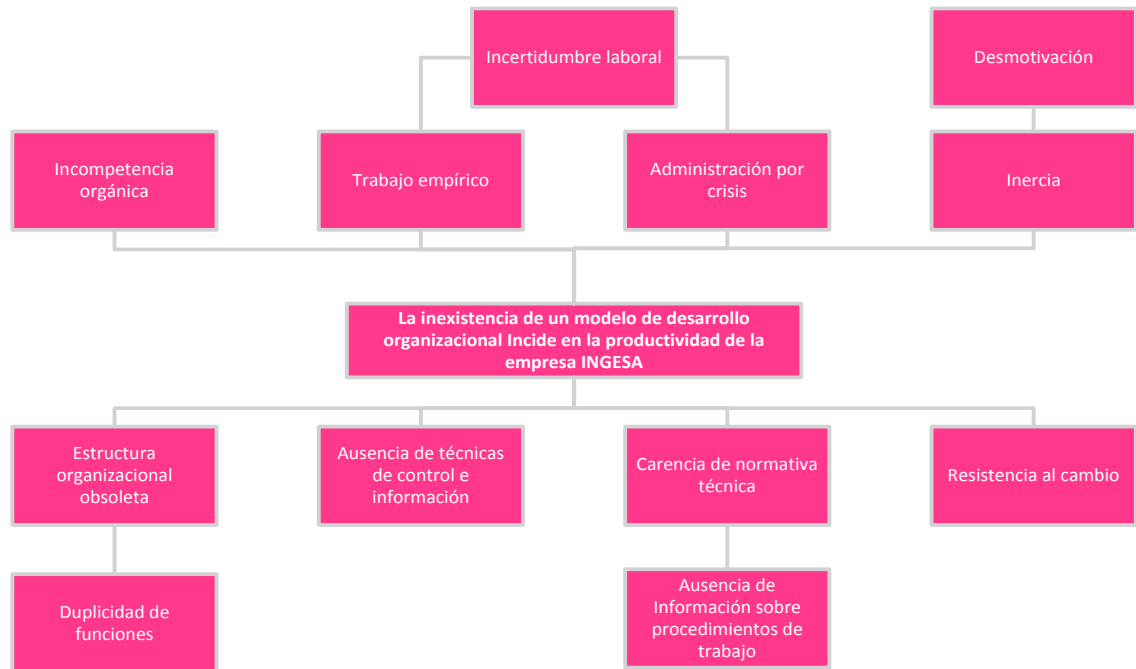 Incertidumbre laboral
Desmotivación
Incompetencia
orgánica
Trabajo empírico
Administración por
crisis
Inercia
La inexistencia de un modelo de desarrollo
organizacional Incide en la productividad de la
empresa INGESA
Estructura
organizacional
obsoleta
Ausencia de técnicas
de control e
información
Carencia de normativa
técnica
Resistencia al cambio
Duplicidad de
funciones
Ausencia de
Información sobre
procedimientos de
trabajo